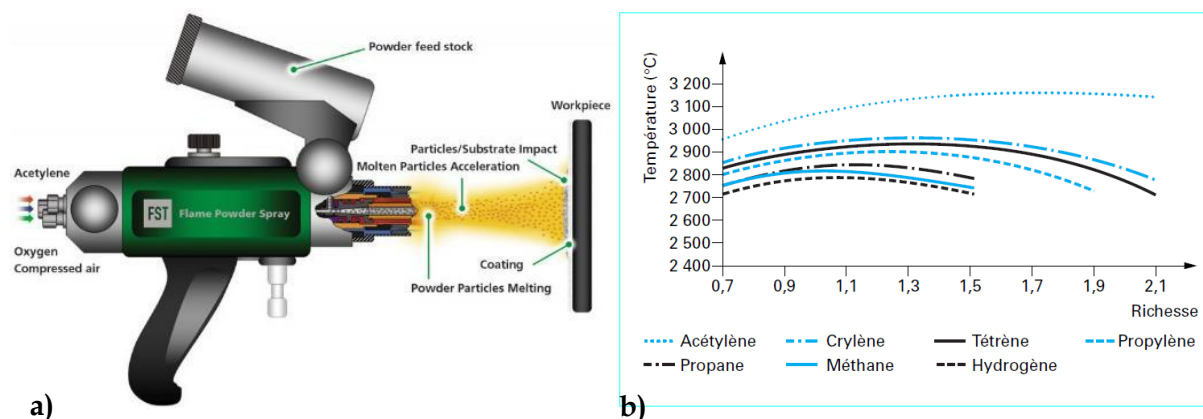 Powder feed stock
Workpiece
Particles/Substrate Impact
Molten Particles Acceleration
Acetylene
FST Flame Powder Spray
Oxygen
Compressed air
Coating
Powder Particles Melting
a)
Température (°C)
3 200
3 100
3 000
2 900
2 800
2 700
2 600
2 500
2 400
0,7 0,9 1,1 1,3 1,5 1,7 1,9 2,1
Richesse
Acétylène Crylène Tétrène Propylène
Propane Méthane Hydrogène
b)